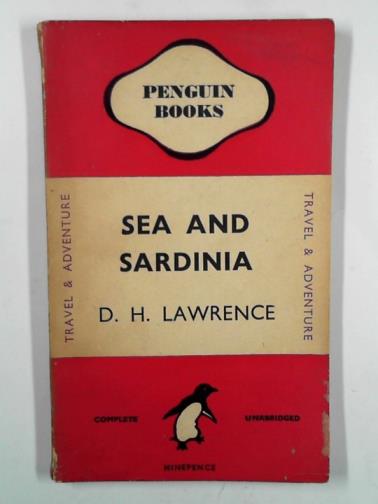 PENGUIN
BOOKS
TRAVEL & ADVENTURE
SEA AND
SARDINIA
D. H. LAWRENCE
TRAVEL & ADVENTURE
COMPLETE
UNABRIDGED
NINEPENCE